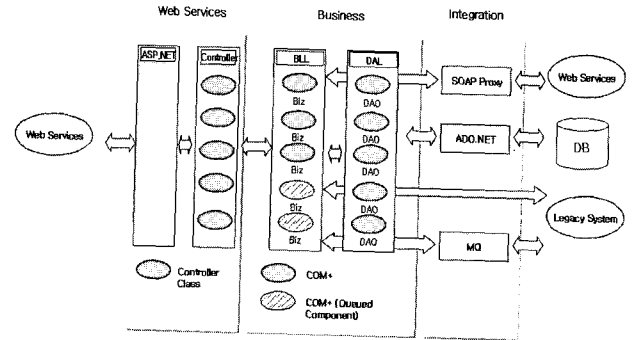 Web Services
Business
Integration
ASP.NET
Controller
BLL
DAL
Biz
DAO
SOAP Proxy
Web Services
Web Services
Biz
DAO
ADO.NET
DB
Biz
DAO
Biz
DAO
Legacy System
Biz
DAO
MQ
Controller
Class
COM+
COM+ (Queued
Component)